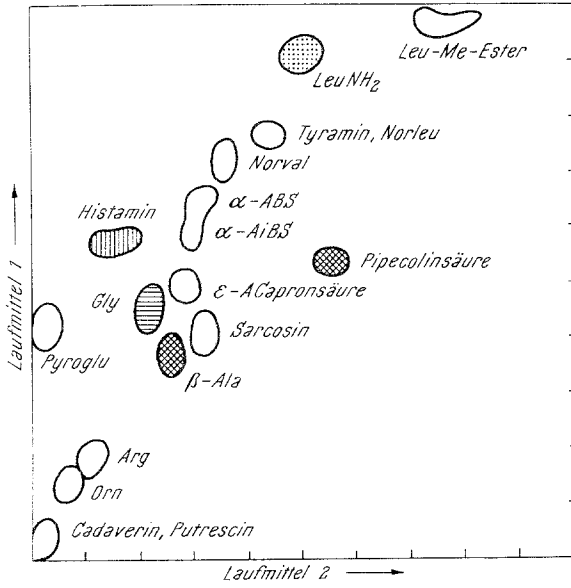 Leu-Me-Ester
LeuNH₂
Tyramin, Norleu
Norval
α-ABS
α-AiBS
Histamin
Pipecolinsäure
ε-ACapronsäure
Gly
Sarcosin
Pyroglu
β-Ala
Arg
Orn
Cadaverin, Putrescin
Laufmittel 1
Laufmittel 2